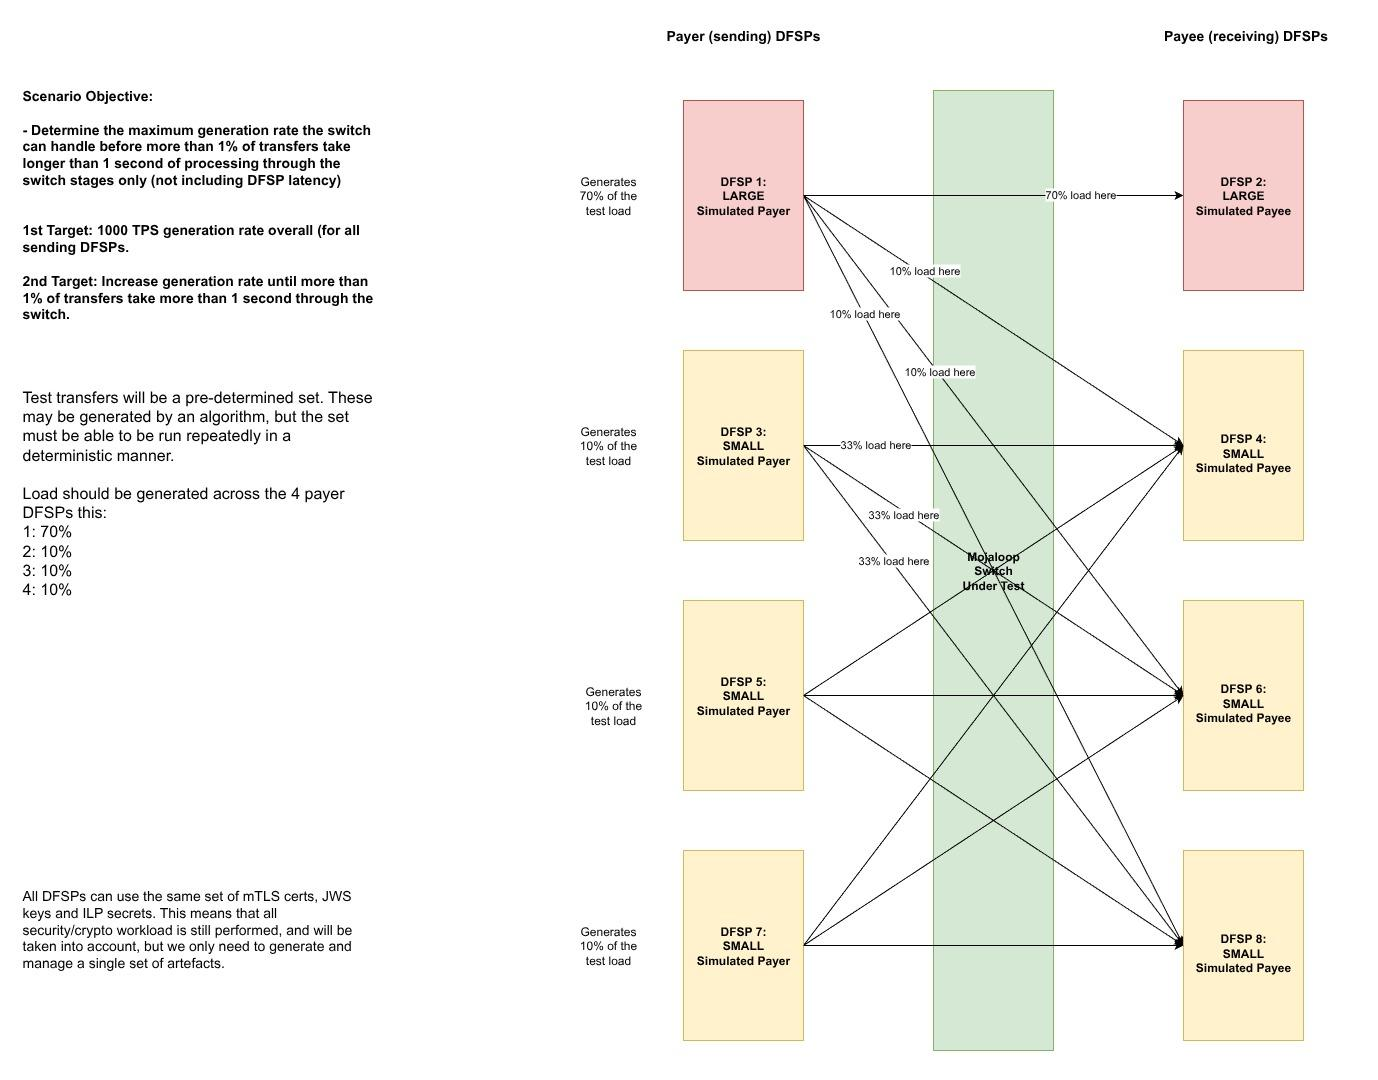 Payer (sending) DFSPs
Payee (receiving) DFSPs
Scenario Objective:
- Determine the maximum generation rate the switch
can handle before more than 1% of transfers take
longer than 1 second of processing through the
switch stages only (not including DFSP latency)
1st Target: 1000 TPS generation rate overall (for all
sending DFSPs.
2nd Target: Increase generation rate until more than
1% of transfers take more than 1 second through the
switch.
Test transfers will be a pre-determined set. These
may be generated by an algorithm, but the set
must be able to be run repeatedly in a
deterministic manner.
Load should be generated across the 4 payer
DFSPs this:
1: 70%
2: 10%
3: 10%
4: 10%
All DFSPs can use the same set of mTLS certs, JWS
keys and ILP secrets. This means that all
security/crypto workload is still performed, and will be
taken into account, but we only need to generate and
manage a single set of artefacts.
Generates
70% of the
test load
DFSP 1:
LARGE
Simulated Payer
70% load here
DFSP 2:
LARGE
Simulated Payee
10% load here
10% load here
10% load here
Generates
10% of the
test load
DFSP 3:
SMALL
Simulated Payer
33% load here
33% load here
33% load here
DFSP 4:
SMALL
Simulated Payee
Mojaloop
Switch
Under Test
Generates
10% of the
test load
DFSP 5:
SMALL
Simulated Payer
DFSP 6:
SMALL
Simulated Payee
Generates
10% of the
test load
DFSP 7:
SMALL
Simulated Payer
DFSP 8:
SMALL
Simulated Payee